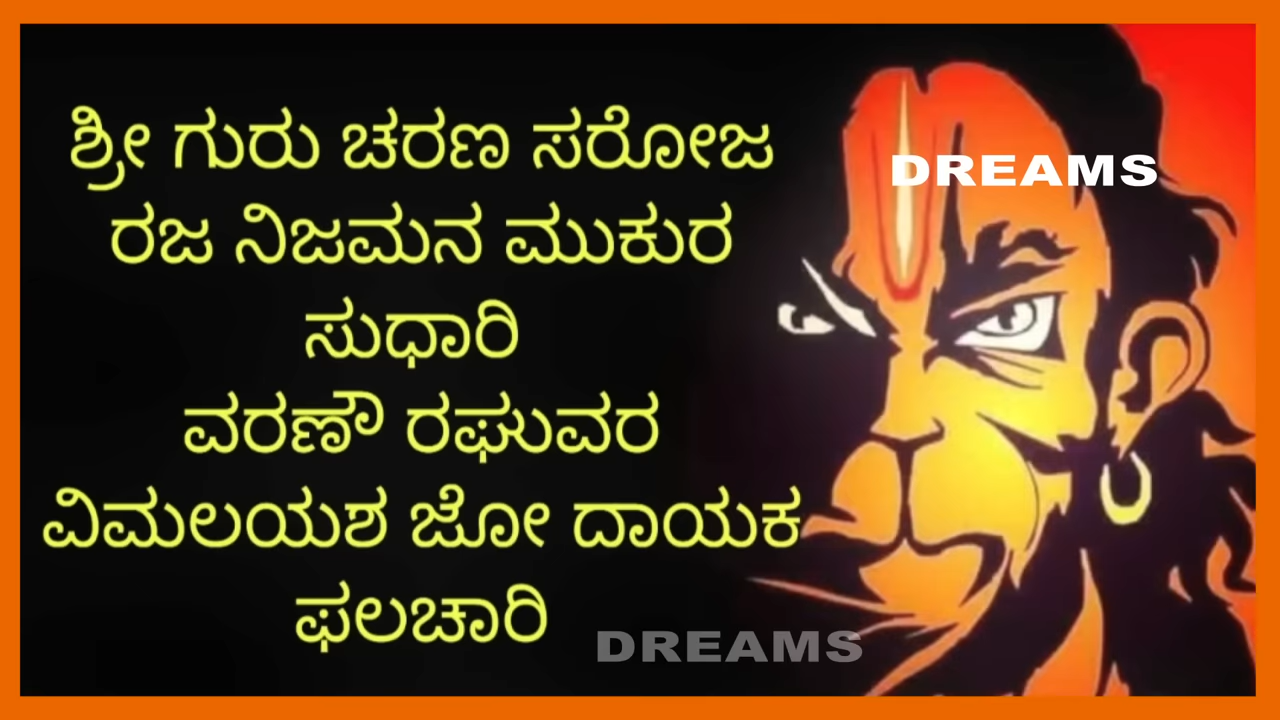 ಶ್ರೀ ಗುರು ಚರಣ ಸರೋಜ
ರಜ ನಿಜಮನ ಮುಕುರ
ಸುಧಾರಿ
ವರಣೌ ರಘುವರ
ವಿಮಲಯಶ ಜೋ ದಾಯಕ
ಫಲಚಾರಿ
DREAMS
DREAMS